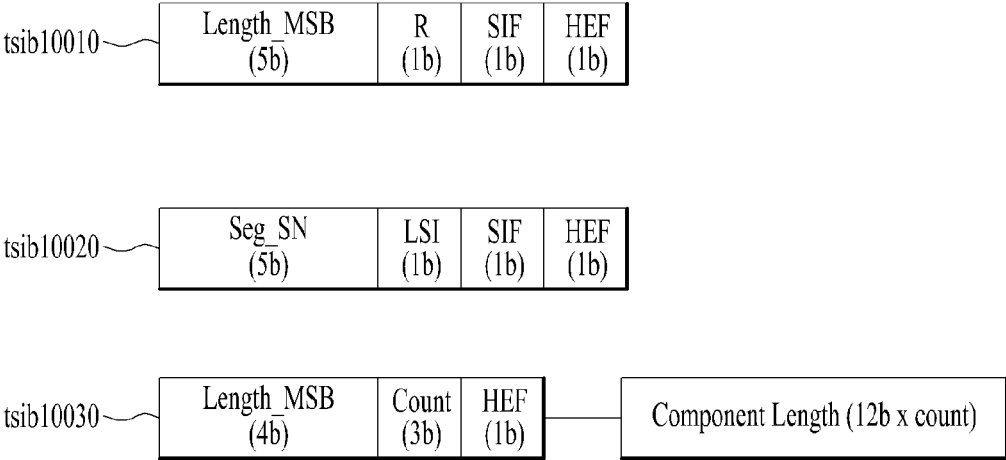 tsib10010 Length_MSB R SIF HEF
(5b) (1b) (1b) (1b)
tsib10020 Seg_SN LSI SIF HEF
(5b) (1b) (1b) (1b)
tsib10030 Length_MSB Count HEF Component Length (12b x count)
(4b) (3b) (1b)